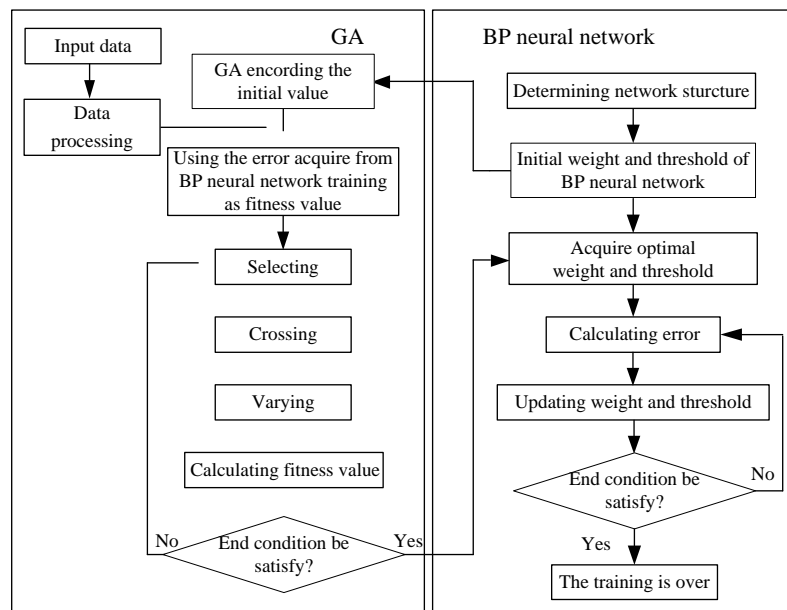 GA
Input data
GA encording the
initial value
Data
processing
Using the error acquire from
BP neural network training
as fitness value
Selecting
Crossing
Varying
Calculating fitness value
No
End condition be
satisfy?
Yes
BP neural network
Determining network sturcture
Initial weight and threshold of
BP neural network
Acquire optimal
weight and threshold
Calculating error
Updating weight and threshold
End condition be
satisfy?
No
Yes
The training is over